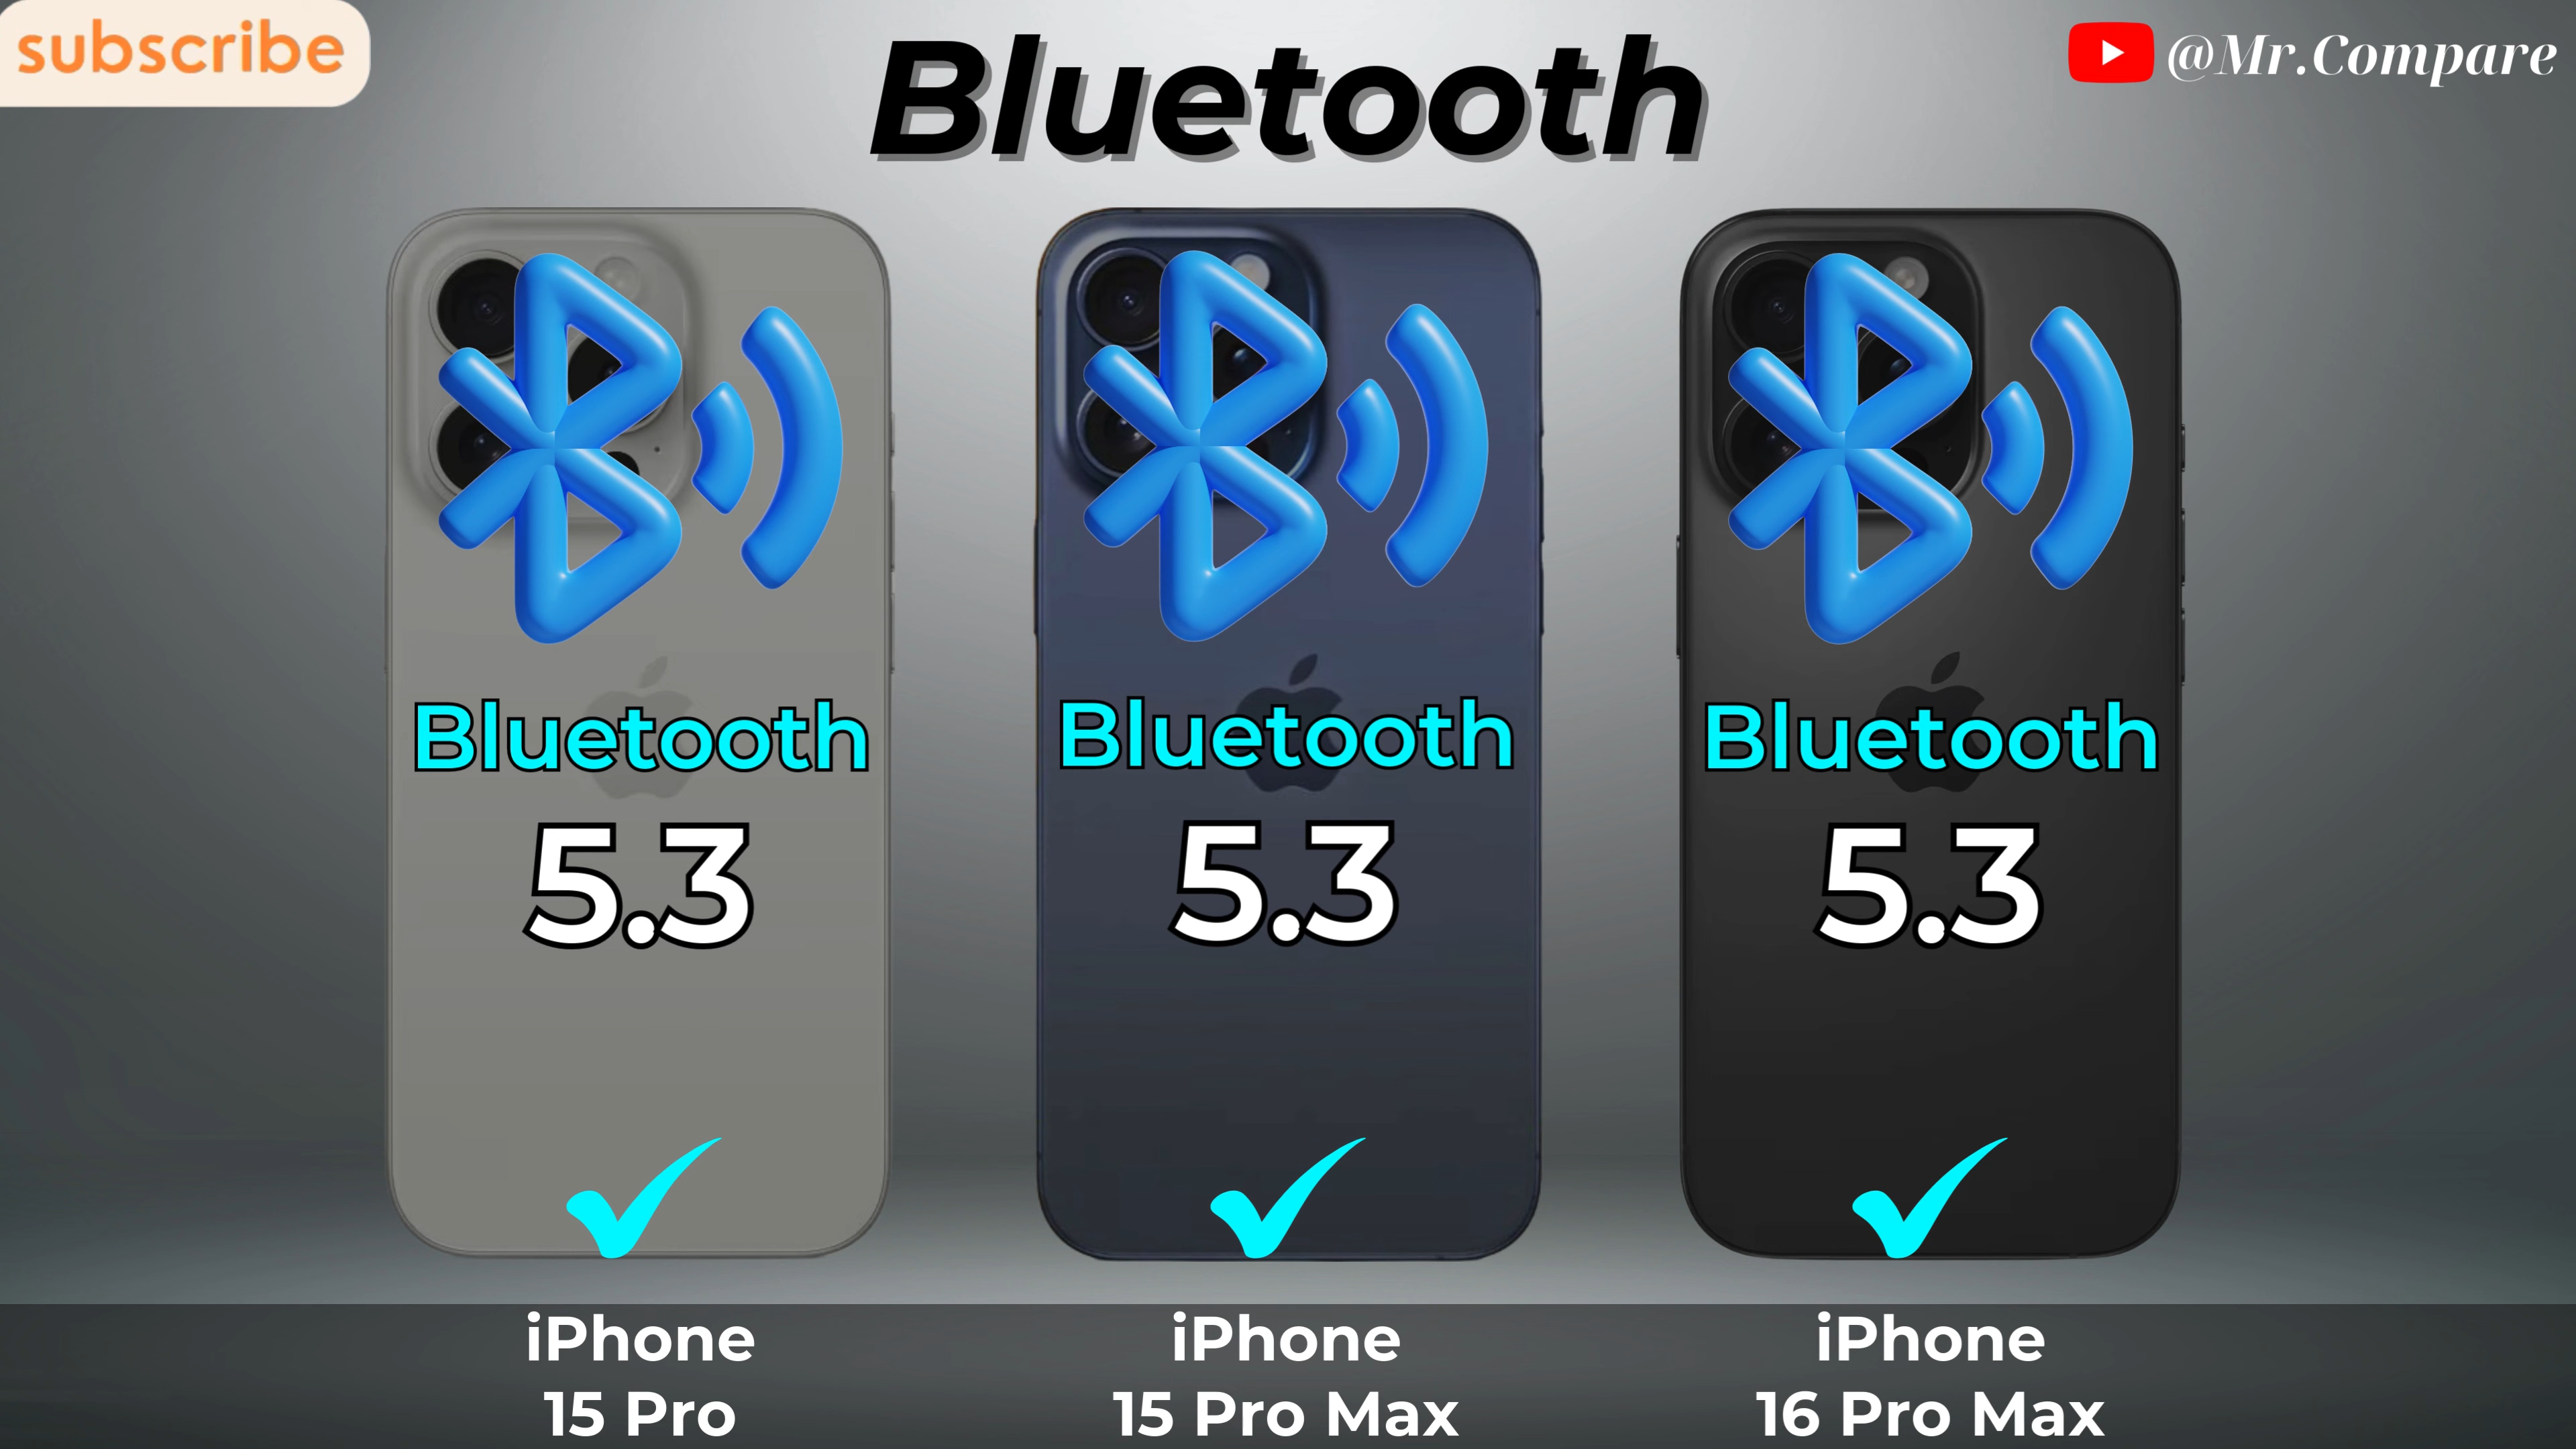 subscribe
Bluetooth
@Mr.Compare
Bluetooth
5.3
Bluetooth
5.3
Bluetooth
5.3
iPhone
15 Pro
iPhone
15 Pro Max
iPhone
16 Pro Max